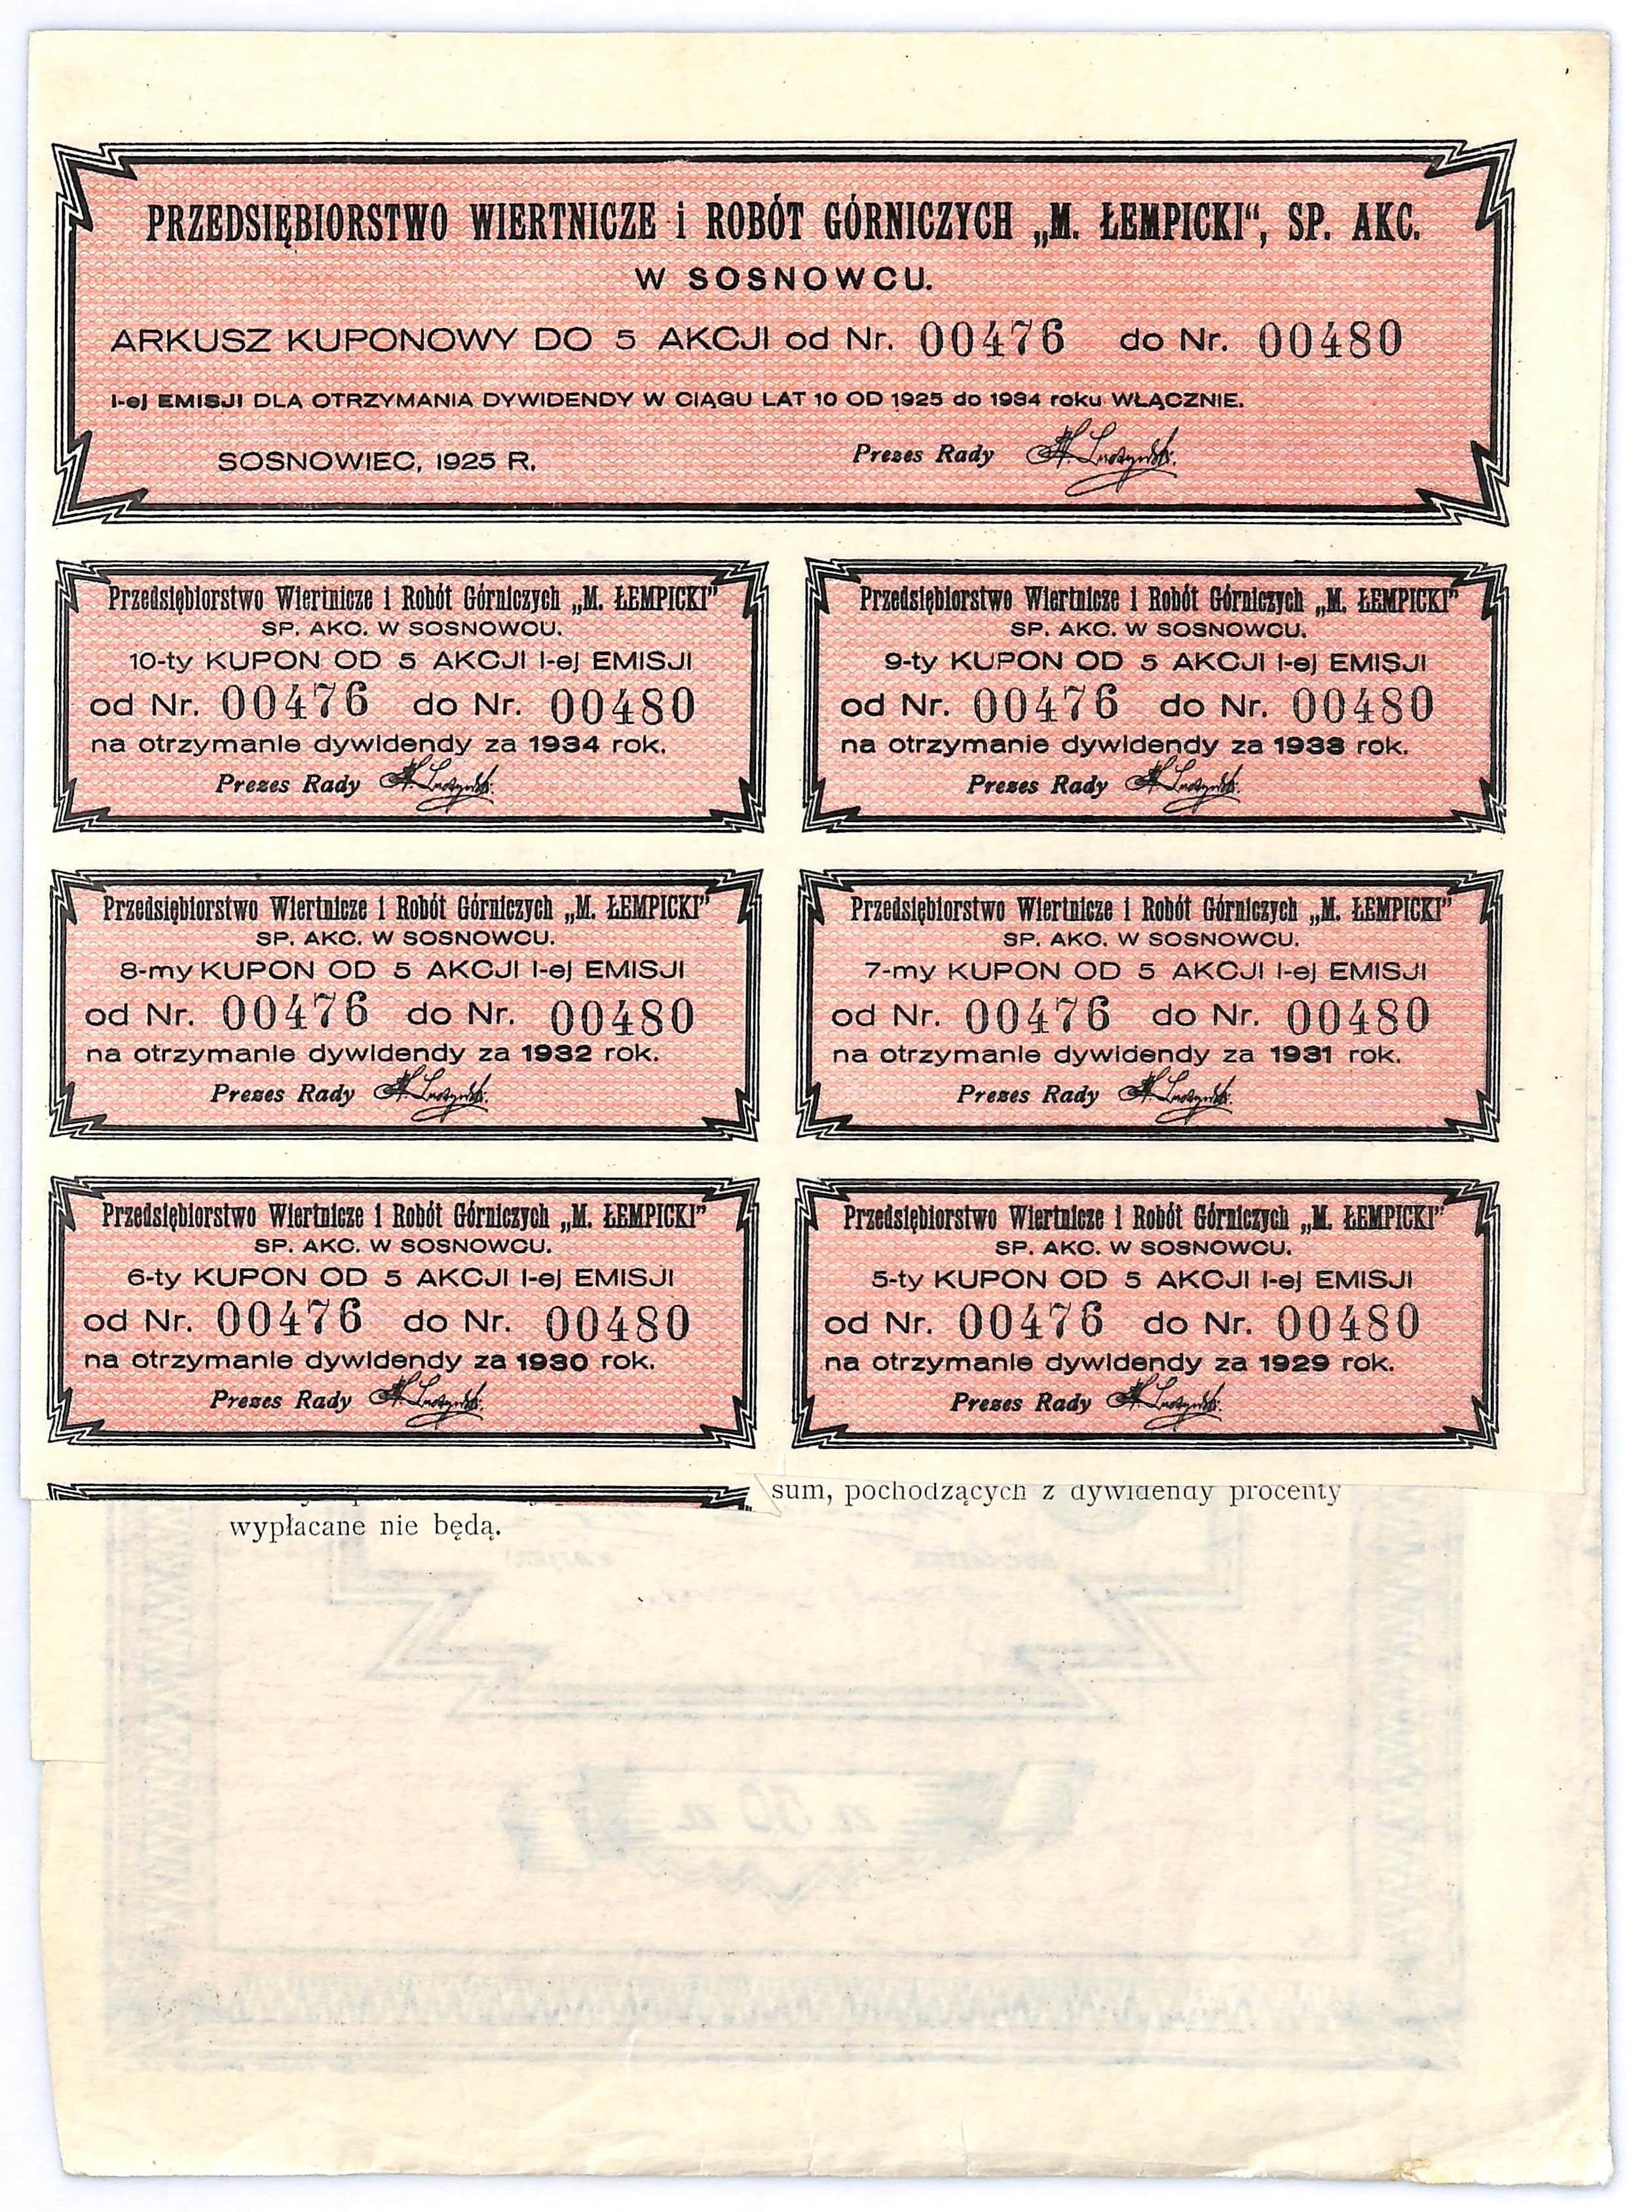 PRZEDSIĘBIORSTWO WIERTNICZE i ROBÓT GÓRNICZYCH „M. ŁEMPICKI“, SP. AKC.
W SOSNOWCU.
ARKUSZ KUPONOWY DO 5 AKCJI od Nr. 00476 do Nr. 00480
I-ej EMISJI DLA OTRZYMANIA DYWIDENDY W CIĄGU LAT 10 OD 1925 do 1934 roku WŁĄCZNIE.
SOSNOWIEC, 1925 R.
Prezes Rady
Przedsiębiorstwo Wiertnicze i Robót Górniczych „M. ŁEMPICKI”
SP. AKC. W SOSNOWCU.
10-ty KUPON OD 5 AKCJI I-ej EMISJI
od Nr. 00476 do Nr. 00480
na otrzymanie dywidendy za 1934 rok.
Prezes Rady
Przedsiębiorstwo Wiertnicze i Robót Górniczych „M. ŁEMPICKI”
SP. AKC. W SOSNOWCU.
9-ty KUPON OD 5 AKCJI I-ej EMISJI
od Nr. 00476 do Nr. 00480
na otrzymanie dywidendy za 1933 rok.
Prezes Rady
Przedsiębiorstwo Wiertnicze i Robót Górniczych „M. ŁEMPICKI”
SP. AKC. W SOSNOWCU.
8-my KUPON OD 5 AKCJI I-ej EMISJI
od Nr. 00476 do Nr. 00480
na otrzymanie dywidendy za 1932 rok.
Prezes Rady
Przedsiębiorstwo Wiertnicze i Robót Górniczych „M. ŁEMPICKI”
SP. AKC. W SOSNOWCU.
7-my KUPON OD 5 AKCJI I-ej EMISJI
od Nr. 00476 do Nr. 00480
na otrzymanie dywidendy za 1931 rok.
Prezes Rady
Przedsiębiorstwo Wiertnicze i Robót Górniczych „M. ŁEMPICKI”
SP. AKC. W SOSNOWCU.
6-ty KUPON OD 5 AKCJI I-ej EMISJI
od Nr. 00476 do Nr. 00480
na otrzymanie dywidendy za 1930 rok.
Prezes Rady
Przedsiębiorstwo Wiertnicze i Robót Górniczych „M. ŁEMPICKI”
SP. AKC. W SOSNOWCU.
5-ty KUPON OD 5 AKCJI I-ej EMISJI
od Nr. 00476 do Nr. 00480
na otrzymanie dywidendy za 1929 rok.
Prezes Rady
sum, pochodzących z dywidendy procenty
wypłacane nie będą.